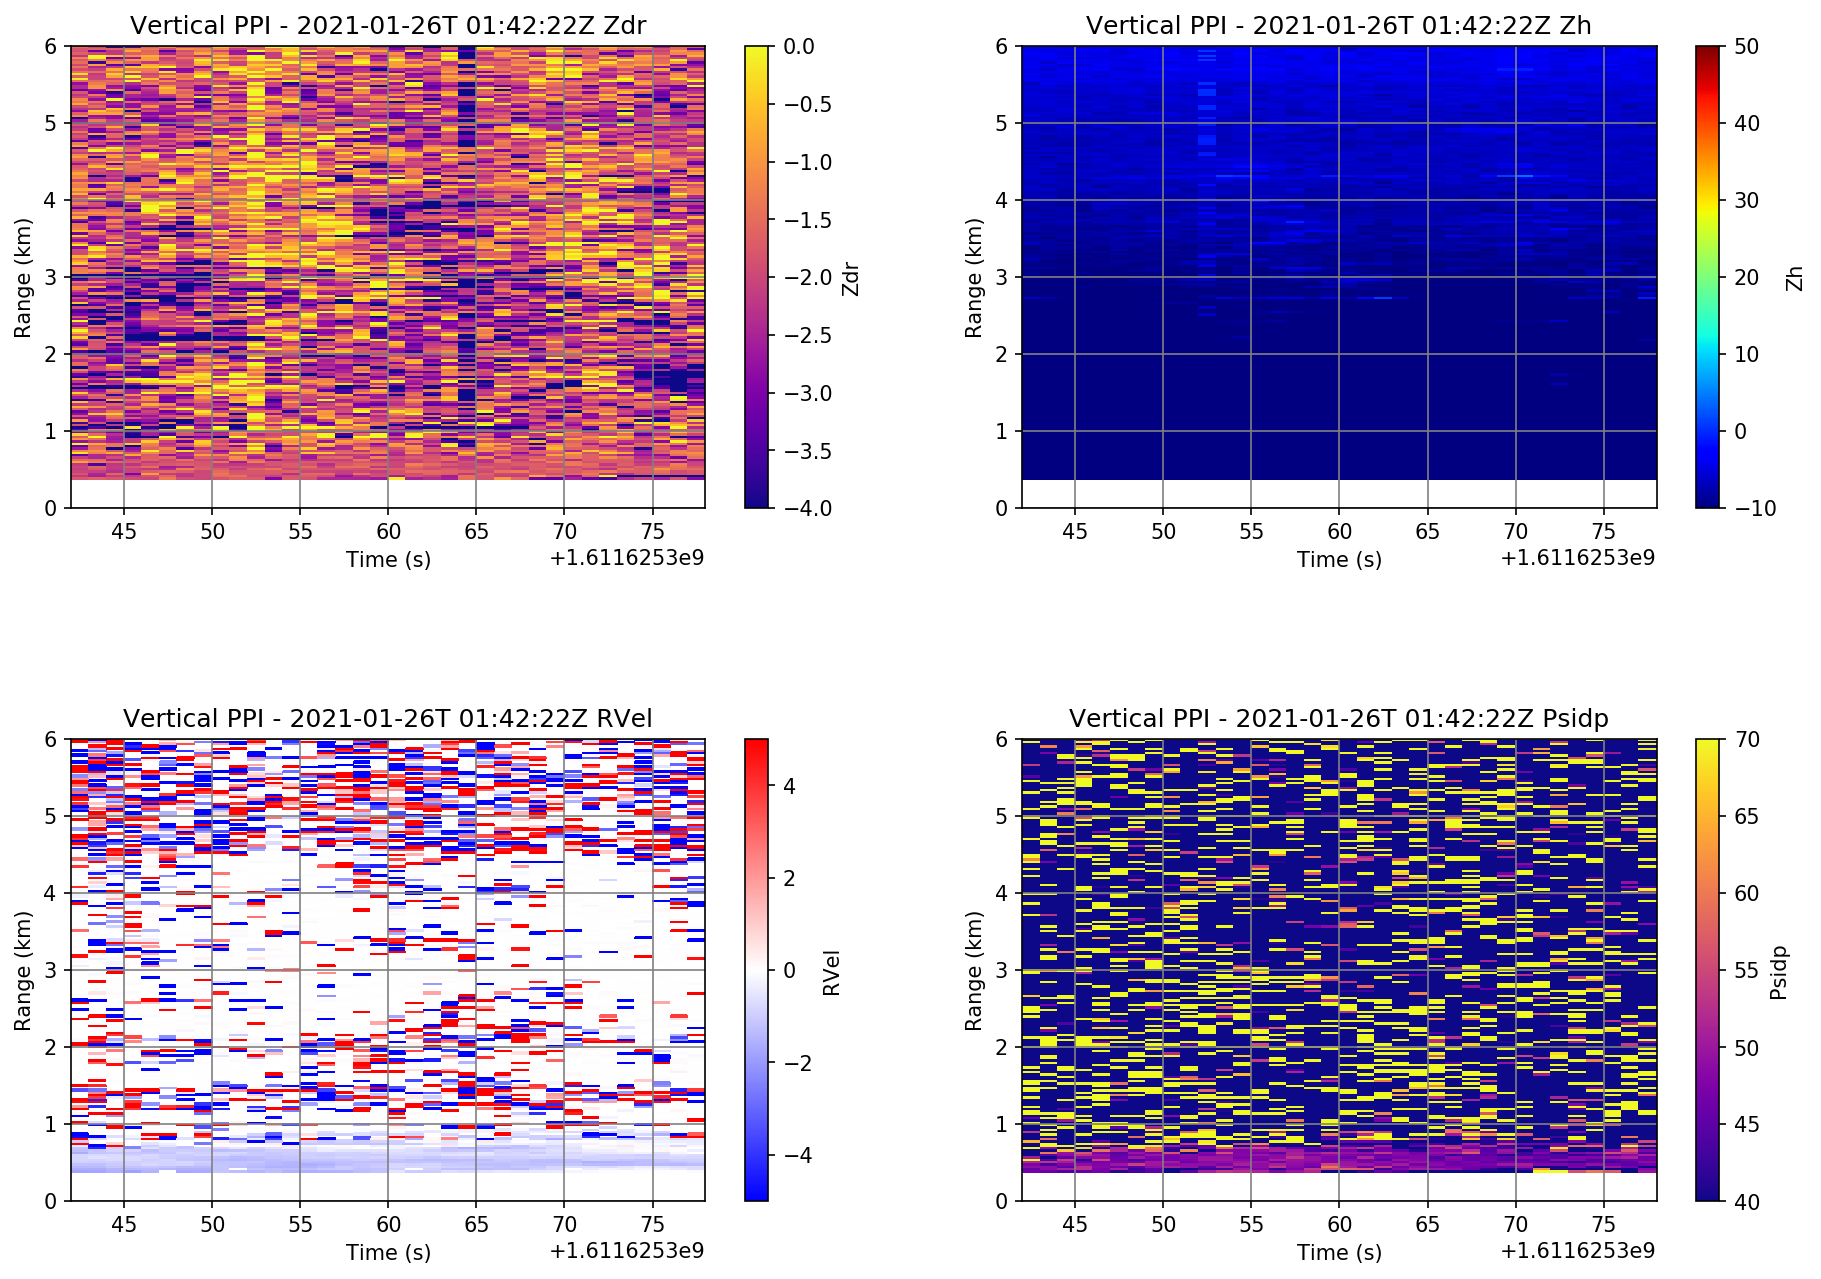 Vertical PPI - 2021-01-26T 01:42:22Z Zdr
6
5
4
3
2
1
0
Range (km)
45 50 55 60 65 70 75
Time (s)
+1.6116253e9
0.0
−0.5
−1.0
−1.5
−2.0
−2.5
−3.0
−3.5
−4.0
Zdr
Vertical PPI - 2021-01-26T 01:42:22Z Zh
6
5
4
3
2
1
0
Range (km)
45 50 55 60 65 70 75
Time (s)
+1.6116253e9
50
40
30
20
10
0
−10
Zh
Vertical PPI - 2021-01-26T 01:42:22Z RVel
6
5
4
3
2
1
0
Range (km)
45 50 55 60 65 70 75
Time (s)
+1.6116253e9
4
2
0
−2
−4
RVel
Vertical PPI - 2021-01-26T 01:42:22Z Psidp
6
5
4
3
2
1
0
Range (km)
45 50 55 60 65 70 75
Time (s)
+1.6116253e9
70
65
60
55
50
45
40
Psidp